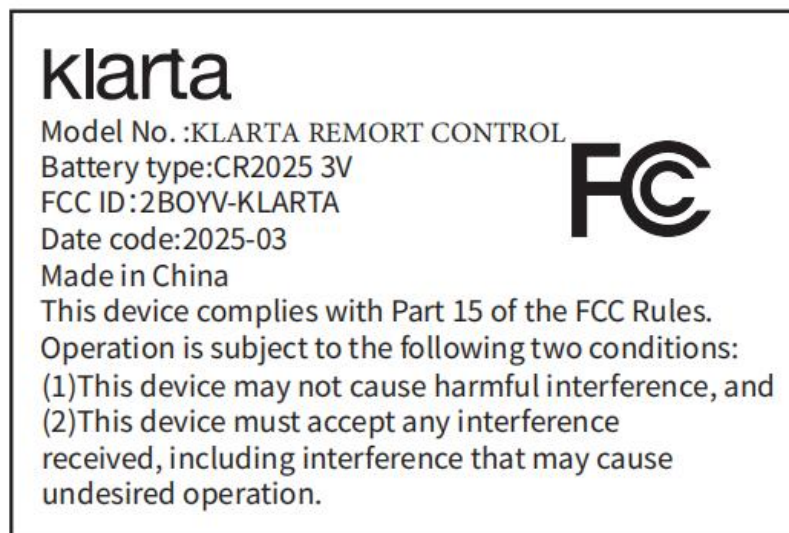 klarta
Model No. :KLARTA REMORT CONTROL
Battery type:CR2025 3V
FCC ID:2BOYV-KLARTA
Date code:2025-03
Made in China
This device complies with Part 15 of the FCC Rules.
Operation is subject to the following two conditions:
(1)This device may not cause harmful interference, and
(2)This device must accept any interference
received, including interference that may cause
undesired operation.
FC